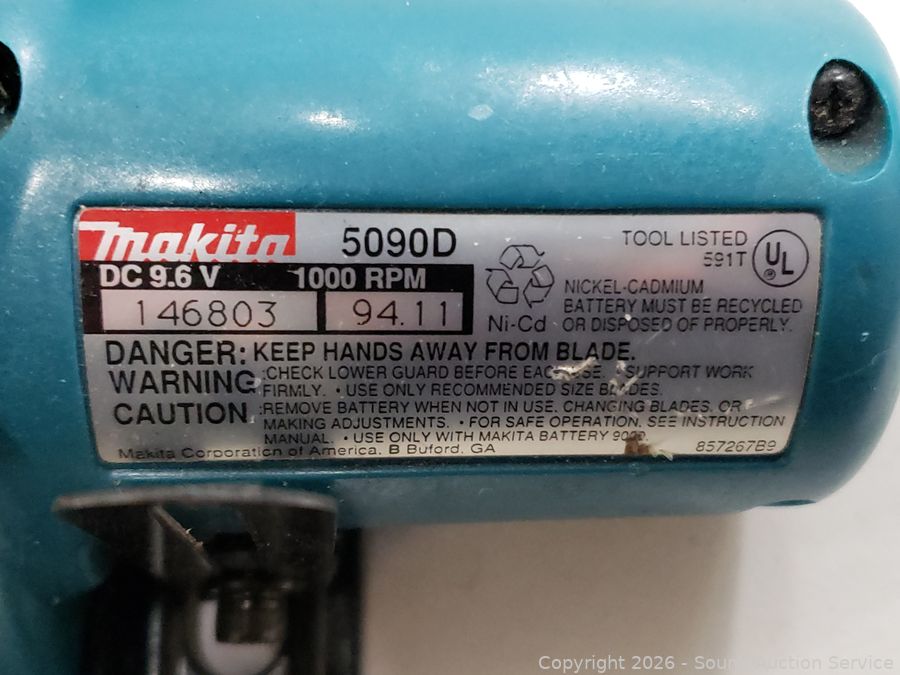 makita 5090D
DC 9.6 V 1000 RPM
146803 94.11
Ni-Cd
TOOL LISTED
591T
UL
NICKEL-CADMIUM
BATTERY MUST BE RECYCLED
OR DISPOSED OF PROPERLY.
DANGER: KEEP HANDS AWAY FROM BLADE.
WARNING :CHECK LOWER GUARD BEFORE EACH USE. • SUPPORT WORK
FIRMLY. • USE ONLY RECOMMENDED SIZE BLADES.
CAUTION :REMOVE BATTERY WHEN NOT IN USE, CHANGING BLADES, OR
MAKING ADJUSTMENTS. • FOR SAFE OPERATION, SEE INSTRUCTION
MANUAL. • USE ONLY WITH MAKITA BATTERY
Makita Corporation of America. B Buford, GA
857267B9
Copyright 2026 - Sound Auction Service